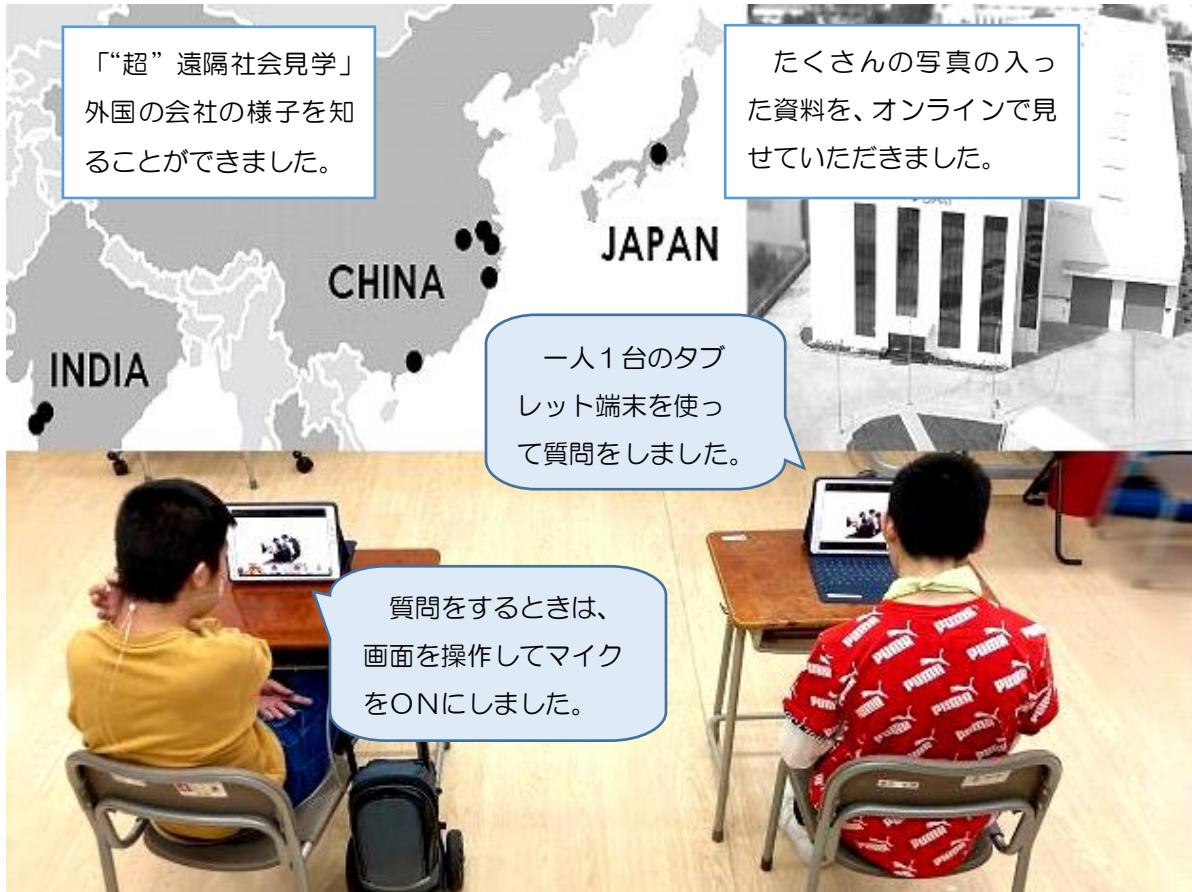 「“超”遠隔社会見学」
外国の会社の様子を知
ることができました。
たくさんの写真の入っ
た資料を、オンラインで見
せていただきました。
JAPAN
CHINA
INDIA
一人１台のタブ
レット端末を使っ
て質問をしました。
質問をするときは、
画面を操作してマイク
をＯＮにしました。
PUMA
PUMA
PUMA
PUMA
PUMA
PUMA